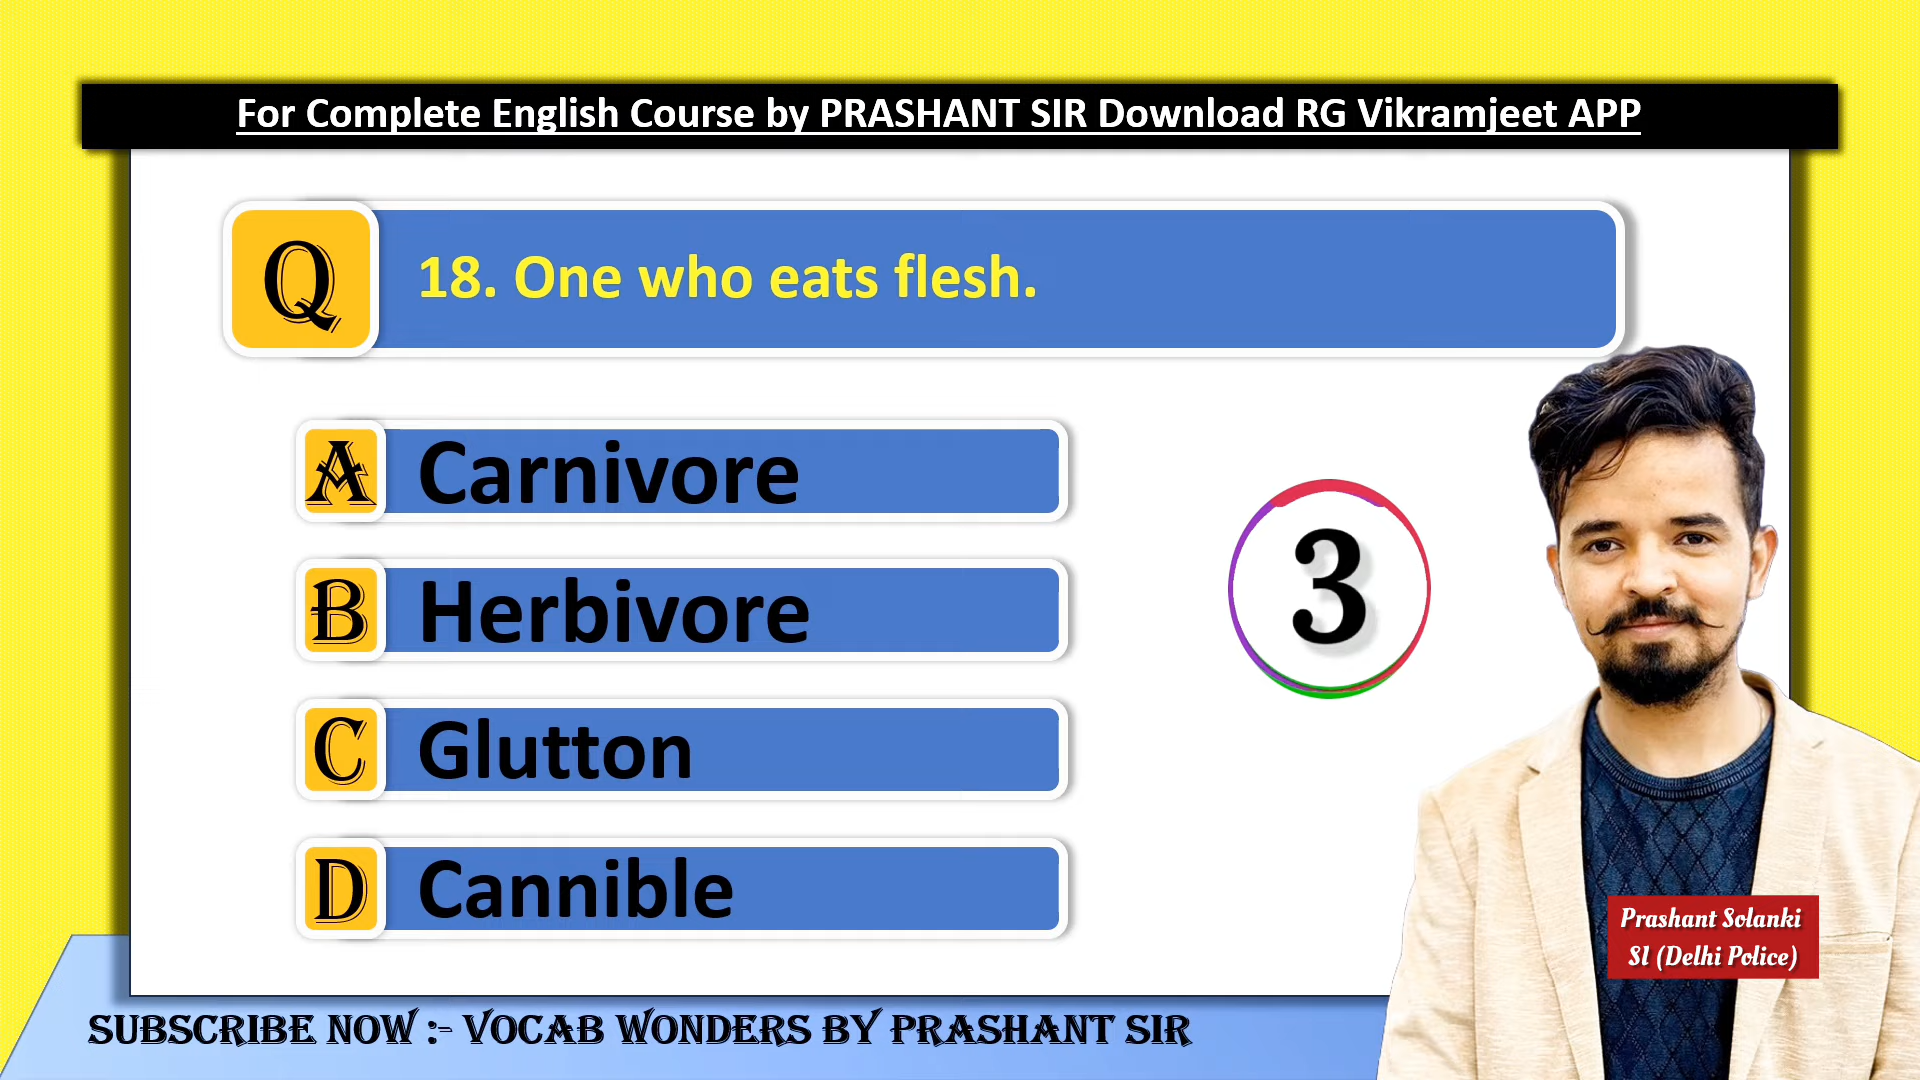 For Complete English Course by PRASHANT SIR Download RG Vikramjeet APP
Q
18. One who eats flesh.
A Carnivore
B Herbivore
C Glutton
D Cannible
3
Prashant Solanki
SI (Delhi Police)
SUBSCRIBE NOW :- VOCAB WONDERS BY PRASHANT SIR